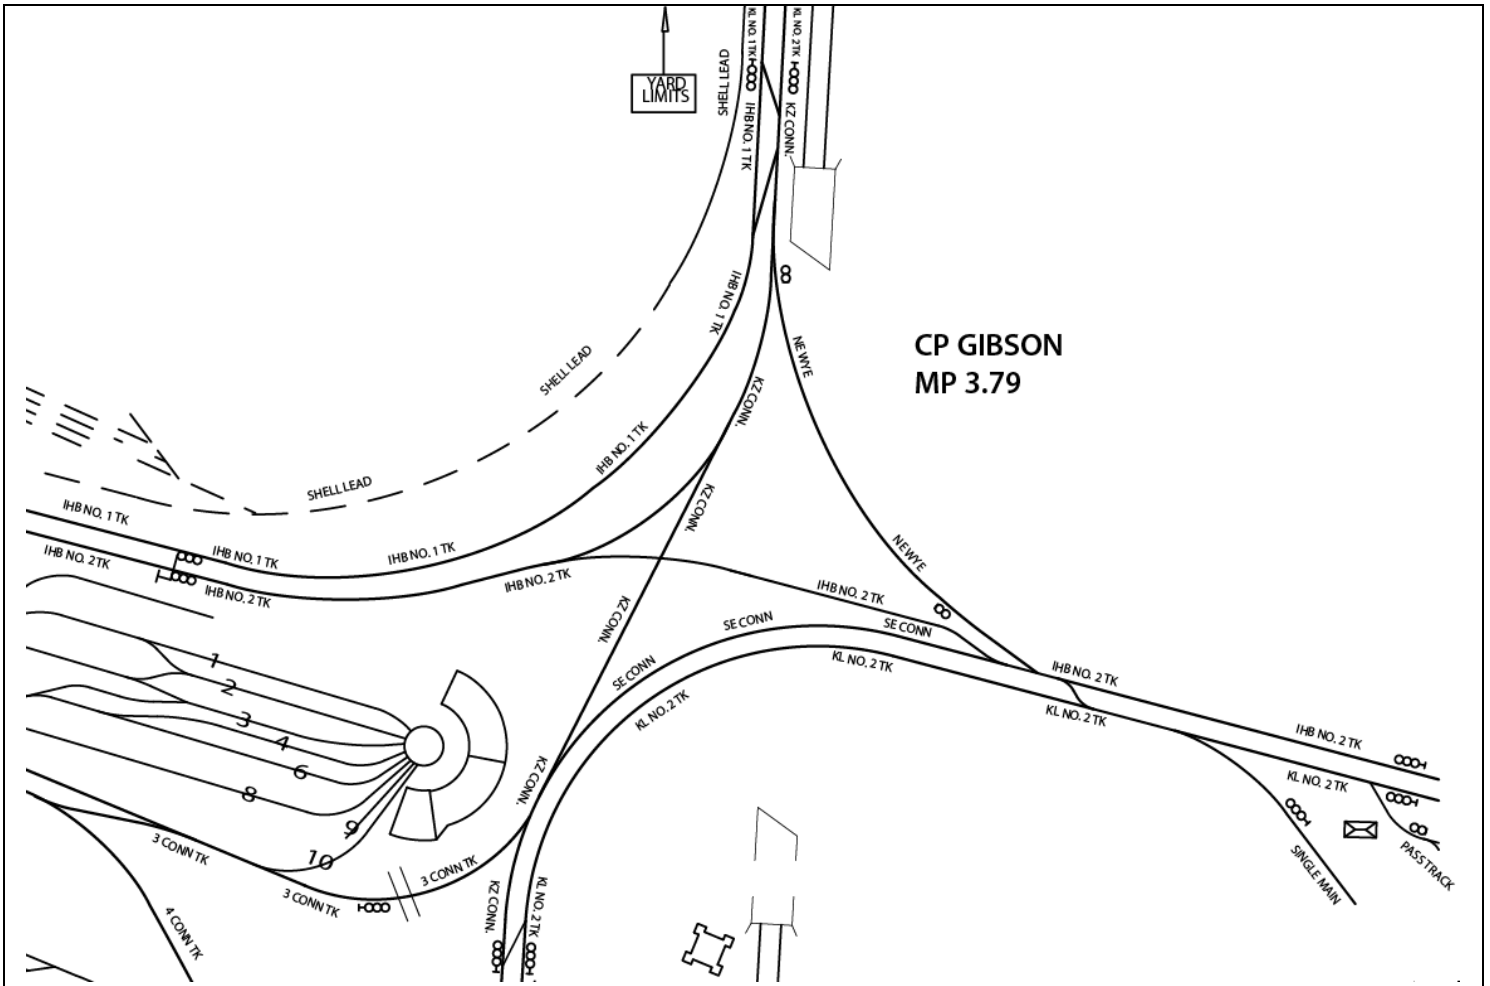 KL NO. 1 TK
KL NO. 2 TK
SHELL LEAD
YARD
LIMITS
IHB NO. 1 TK
KZ CONN.
IHB NO. 1 TK
CP GIBSON
MP 3.79
NE WYE
SHELL LEAD
KZ CONN.
IHB NO. 1 TK
SHELL LEAD
KZ CONN.
IHB NO. 1 TK
IHB NO. 1 TK
IHB NO. 1 TK
IHB NO. 2 TK
NE WYE
IHB NO. 2 TK
IHB NO. 2 TK
IHB NO. 2 TK
KZ CONN.
SE CONN
SE CONN
KL NO. 2 TK
SE CONN
IHB NO. 2 TK
1
2
3
4
6
8
9
10
KL NO. 2 TK
KL NO. 2 TK
IHB NO. 2 TK
KZ CONN.
KL NO. 2 TK
3 CONN TK
3 CONN TK
3 CONN TK
SINGLE MAIN
PASS TRACK
KZ CONN.
KL NO. 2 TK
4 CONN TK